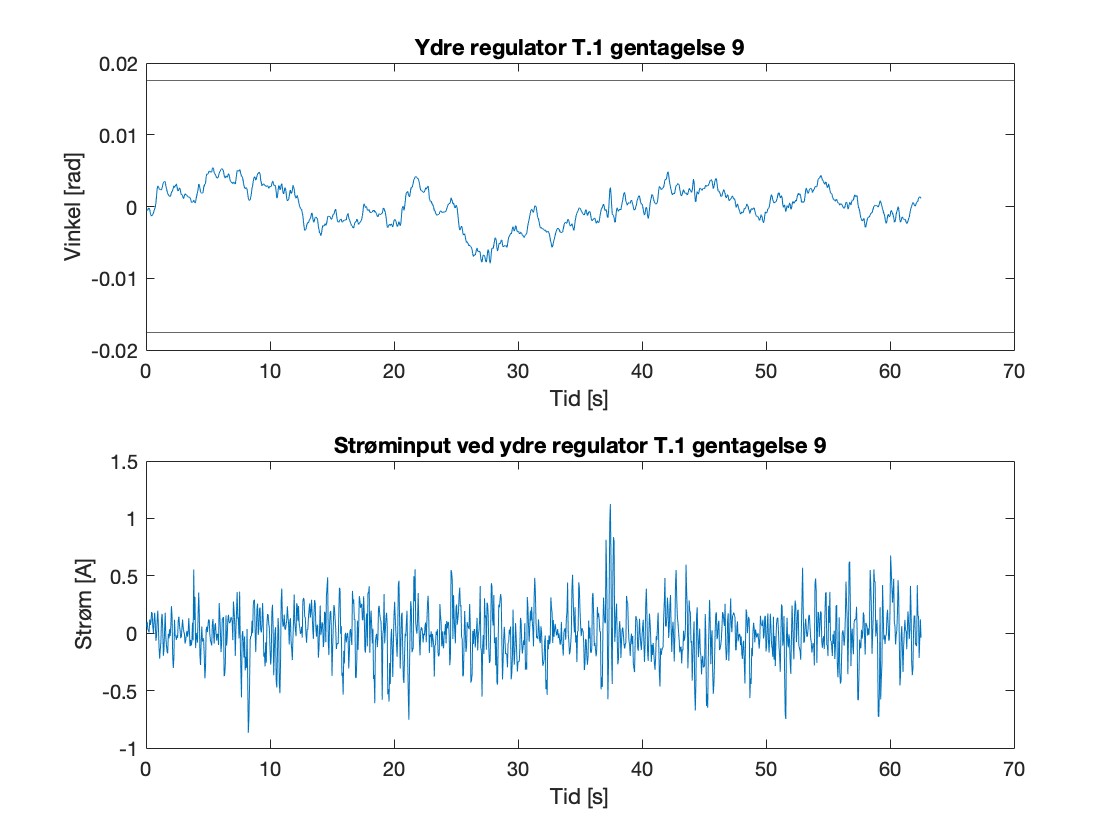 Ydre regulator T.1 gentagelse 9
0.02
0.01
0
-0.01
-0.02
Vinkel [rad]
0 10 20 30 40 50 60 70
Tid [s]
Strøminput ved ydre regulator T.1 gentagelse 9
1.5
1
0.5
0
-0.5
-1
Strøm [A]
0 10 20 30 40 50 60 70
Tid [s]